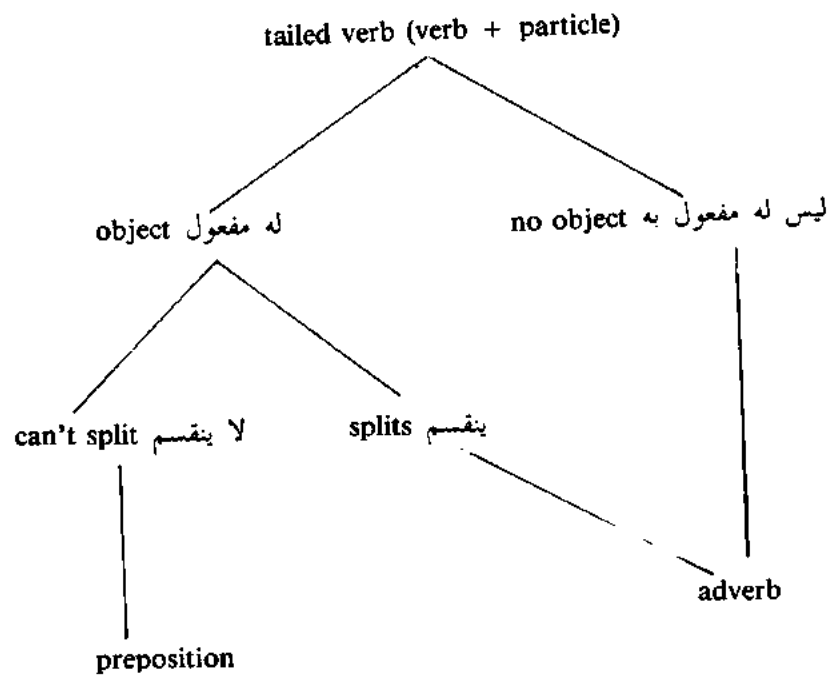 tailed verb (verb + particle)
object له مفعول
no object ليس له مفعول به
can't split لا ينقسم
splits ينقسم
adverb
preposition